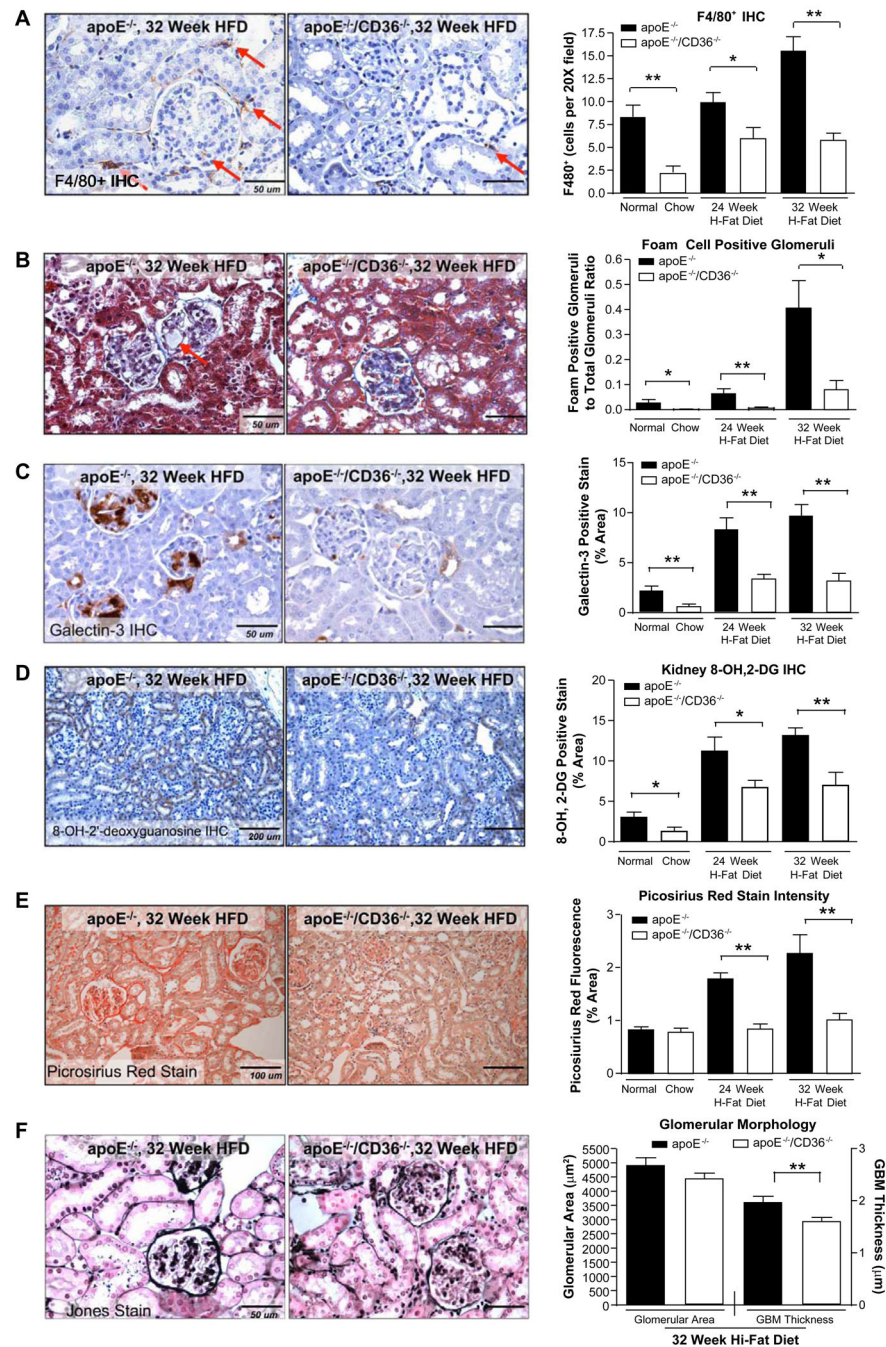 A
apoE-/-, 32 Week HFD
apoE-/-/CD36-/-,32 Week HFD
F4/80+ IHC
50 um
F4/80+ IHC
apoE-/-
apoE-/-/CD36-/-
F480+ (cells per 20X field)
17.5
15.0
12.5
10.0
7.5
5.0
2.5
0.0
**
*
**
Normal Chow
24 Week
H-Fat Diet
32 Week
H-Fat Diet
B
apoE-/-, 32 Week HFD
apoE-/-/CD36-/-,32 Week HFD
50 um
Foam Cell Positive Glomeruli
apoE-/-
apoE-/-/CD36-/-
Foam Positive Glomeruli
to Total Glomeruli Ratio
0.6
0.5
0.4
0.3
0.2
0.1
0.0
*
**
*
Normal Chow
24 Week
H-Fat Diet
32 Week
H-Fat Diet
C
apoE-/-, 32 Week HFD
apoE-/-/CD36-/-,32 Week HFD
Galectin-3 IHC
50 um
apoE-/-
apoE-/-/CD36-/-
Galectin-3 Positive Stain
(% Area)
15
10
5
0
**
**
**
Normal Chow
24 Week
H-Fat Diet
32 Week
H-Fat Diet
D
apoE-/-, 32 Week HFD
apoE-/-/CD36-/-,32 Week HFD
8-OH-2'-deoxyguanosine IHC
200 um
Kidney 8-OH,2-DG IHC
apoE-/-
apoE-/-/CD36-/-
8-OH, 2-DG Positive Stain
(% Area)
20
15
10
5
0
*
*
**
Normal Chow
24 Week
H-Fat Diet
32 Week
H-Fat Diet
E
apoE-/-, 32 Week HFD
apoE-/-/CD36-/-,32 Week HFD
Picrosirius Red Stain
100 um
Picosirius Red Stain Intensity
apoE-/-
apoE-/-/CD36-/-
Picosiurius Red Fluorescence
(% Area)
3
2
1
0
**
**
Normal Chow
24 Week
H-Fat Diet
32 Week
H-Fat Diet
F
apoE-/-, 32 Week HFD
apoE-/-/CD36-/-,32 Week HFD
Jones Stain
50 um
Glomerular Morphology
apoE-/-
apoE-/-/CD36-/-
Glomerular Area (µm²)
5500
5000
4500
4000
3500
3000
2500
2000
1500
1000
500
0
**
3
2
1
0
GBM Thickness (µm)
Glomerular Area
GBM Thickness
32 Week Hi-Fat Diet